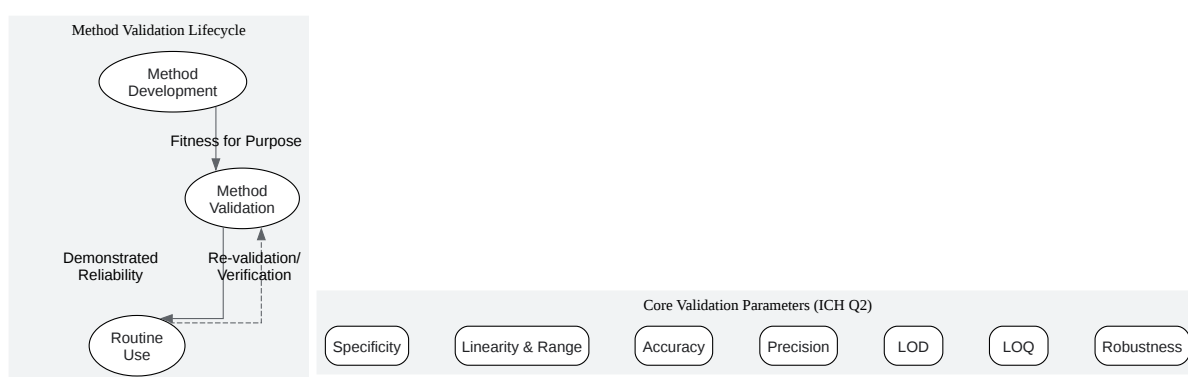 Method Validation Lifecycle
Method
Development
Fitness for Purpose
Method
Validation
Demonstrated
Reliability
Re-validation/
Verification
Routine
Use
Core Validation Parameters (ICH Q2)
Specificity
Linearity & Range
Accuracy
Precision
LOD
LOQ
Robustness